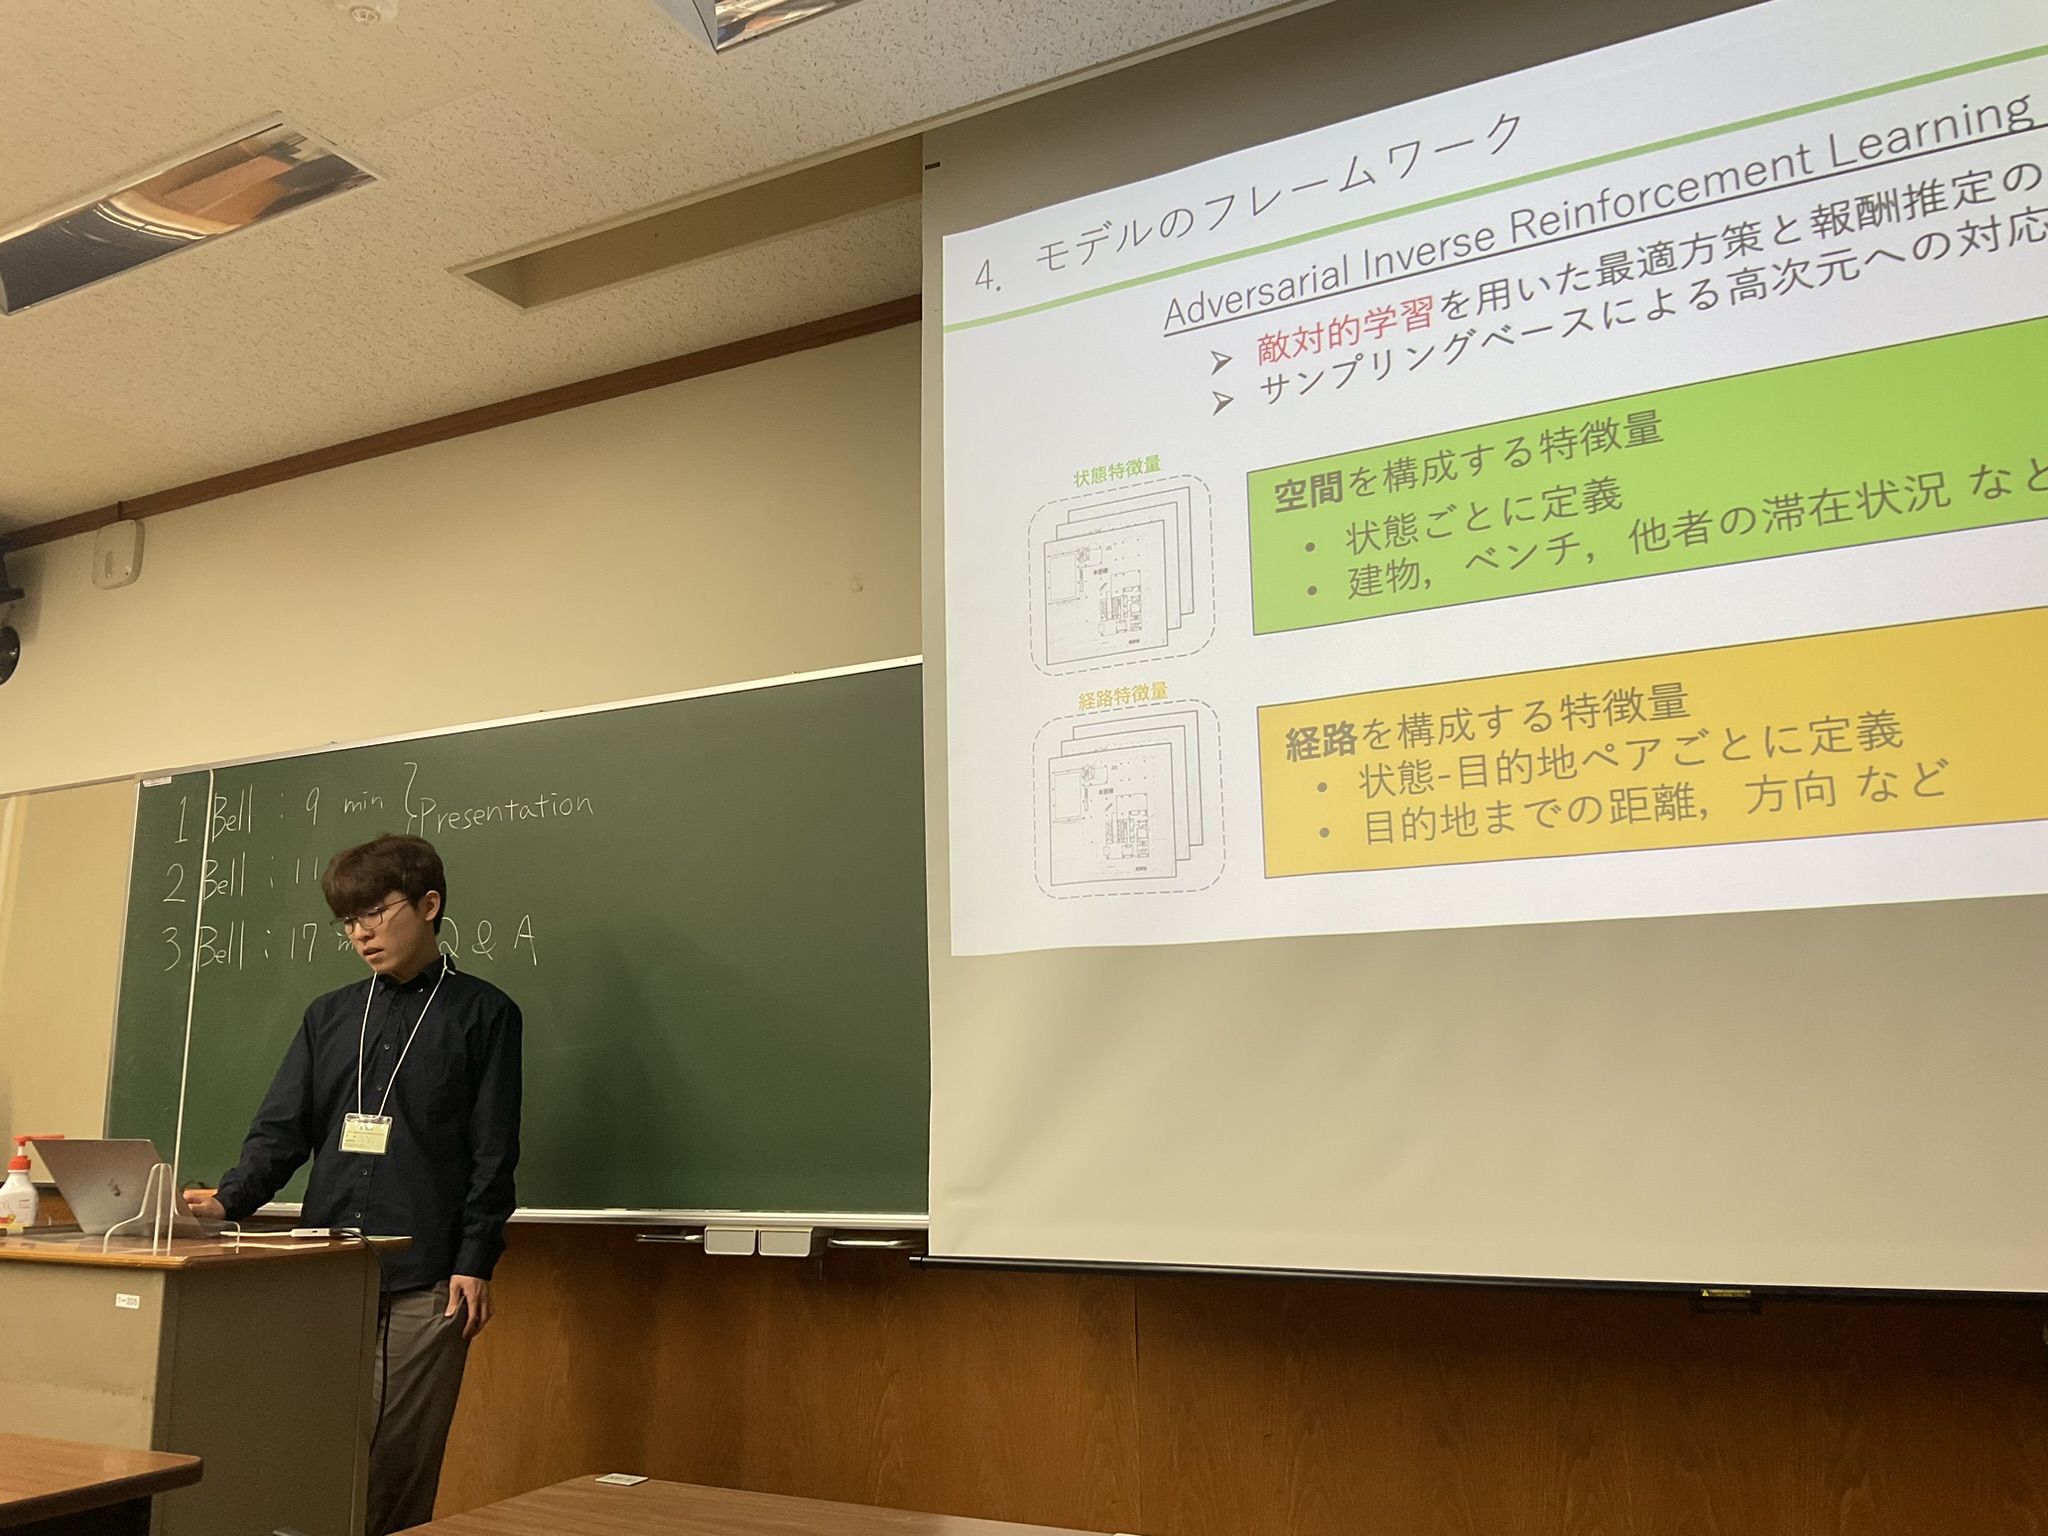 4. モデルのフレームワーク
Adversarial Inverse Reinforcement Learning
敵対的学習を用いた最適方策と報酬推定の
サンプリングベースによる高次元への対応
状態特徴量
空間を構成する特徴量
• 状態ごとに定義
• 建物，ベンチ，他者の滞在状況 など
経路特徴量
経路を構成する特徴量
• 状態-目的地ペアごとに定義
• 目的地までの距離，方向 など
1 Bell : 9 min } Presentation
2 Bell : 11
3 Bell : 17 Q & A